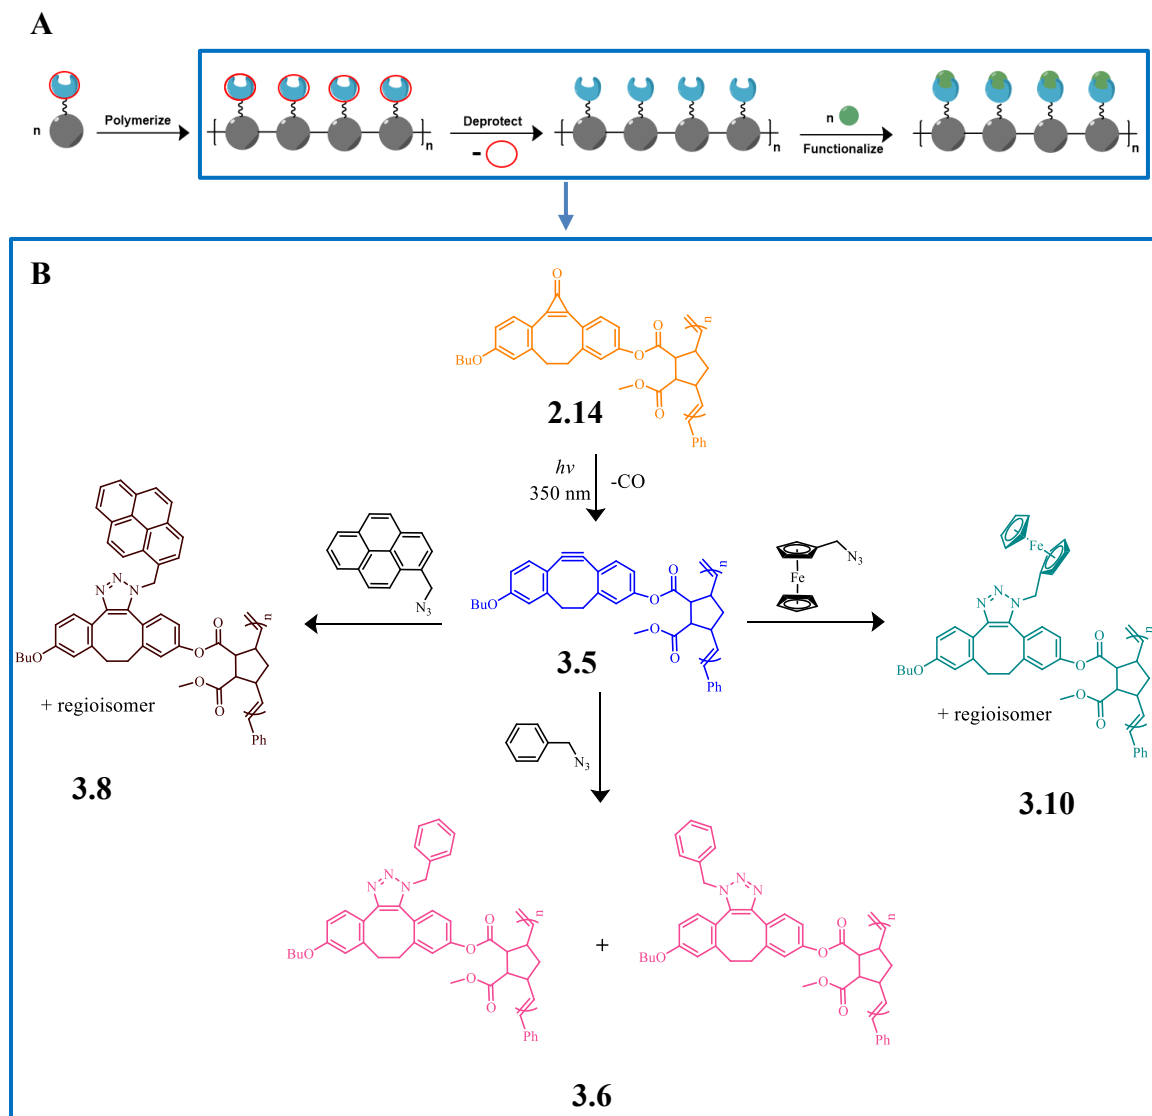 A
n
Polymerize
n
Deprotect
-
n
n
Functionalize
n
B
O
BuO
O
O
O
O
n
Ph
2.14
hv
350 nm
-CO
N3
BuO
O
O
O
O
n
Ph
3.5
Fe
N3
N
N
N
BuO
O
O
O
O
n
Ph
+ regioisomer
3.8
Fe
N
N
N
BuO
O
O
O
O
n
Ph
+ regioisomer
3.10
N3
N
N
N
BuO
O
O
O
O
n
Ph
+
N
N
N
BuO
O
O
O
O
n
Ph
3.6